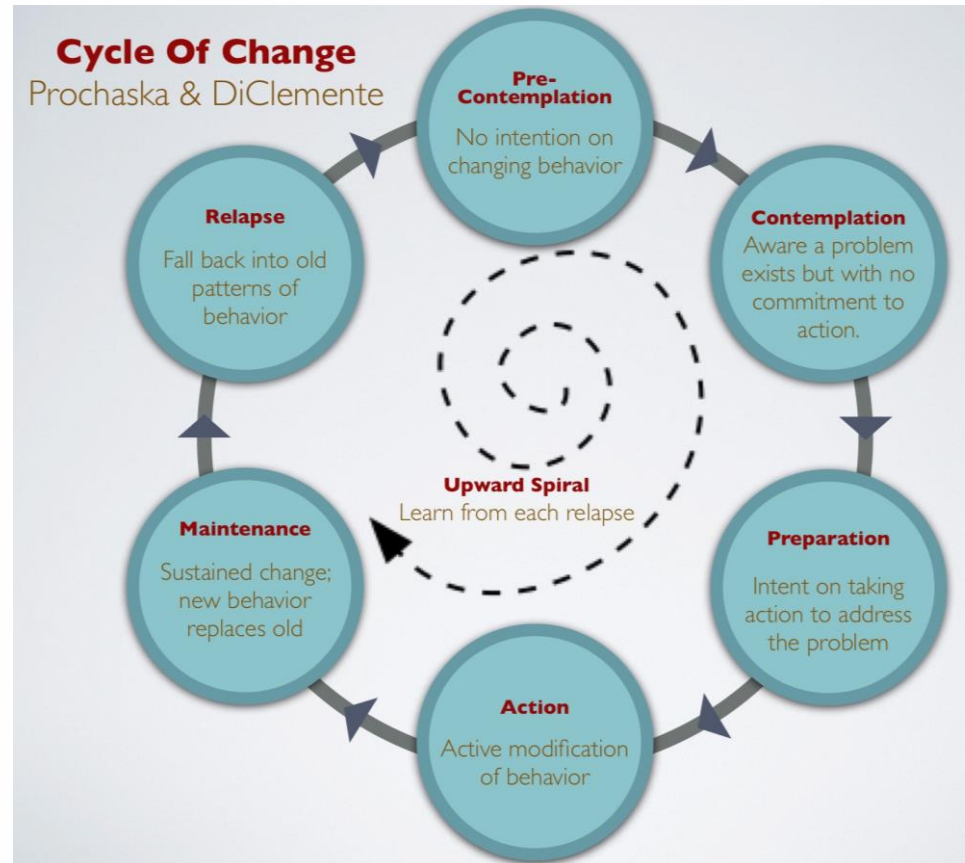 Cycle Of Change
Prochaska & DiClemente
Pre-
Contemplation
No intention on
changing behavior
Contemplation
Aware a problem
exists but with no
commitment to
action.
Preparation
Intent on taking
action to address
the problem
Action
Active modification
of behavior
Maintenance
Sustained change;
new behavior
replaces old
Relapse
Fall back into old
patterns of
behavior
Upward Spiral
Learn from each relapse